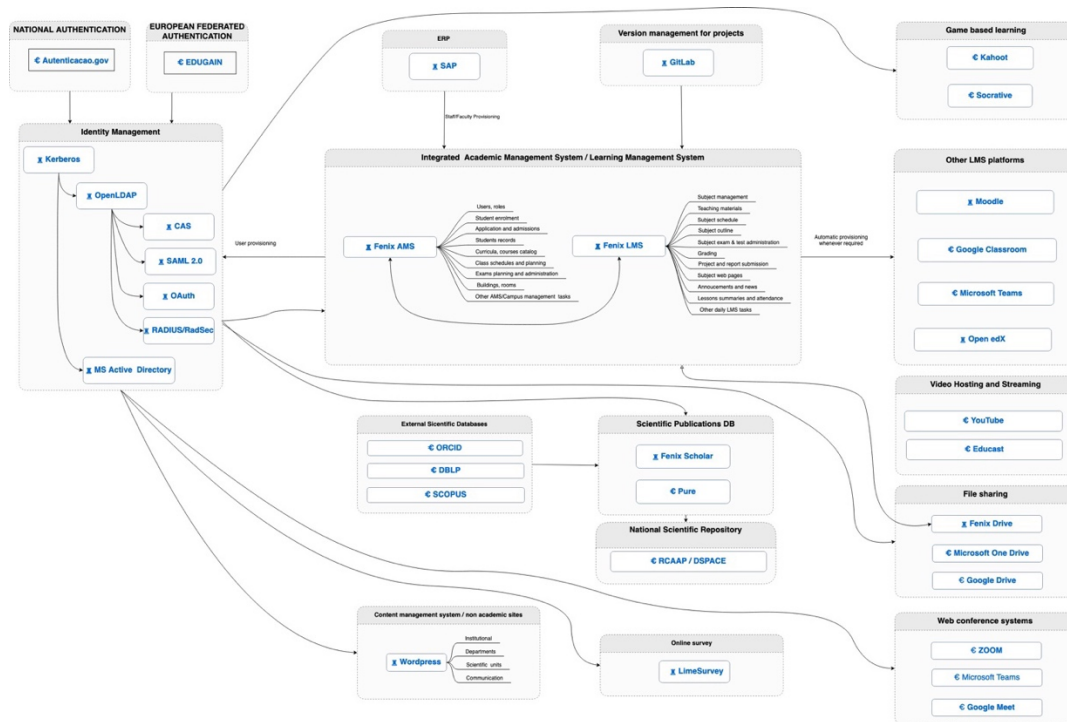 NATIONAL AUTHENTICATION
€ Autenticacao.gov
EUROPEAN FEDERATED
AUTHENTICATION
€ EDUGAIN
ERP
SAP
Version management for projects
GitLab
Game based learning
€ Kahoot
€ Socrative
Staff/Faculty Provisioning
Identity Management
Kerberos
OpenLDAP
CAS
SAML 2.0
OAuth
RADIUS/RadSec
MS Active Directory
User provisioning
Integrated Academic Management System / Learning Management System
Fenix AMS
Users, roles
Student enrolment
Application and admissions
Students records
Curricula, courses catalog
Class schedules and planning
Exams planning and administration
Buildings, rooms
Other AMS/Campus management tasks
Fenix LMS
Subject management
Teaching materials
Subject schedule
Subject outline
Subject exam & test administration
Grading
Project and report submission
Subject web pages
Annoucements and news
Lessons summaries and attendance
Other daily LMS tasks
Automatic provisioning
whenever required
Other LMS platforms
Moodle
€ Google Classroom
€ Microsoft Teams
Open edX
Video Hosting and Streaming
€ YouTube
€ Educast
External Sicentific Databases
€ ORCID
€ DBLP
€ SCOPUS
Scientific Publications DB
Fenix Scholar
€ Pure
National Scientific Repository
€ RCAAP / DSPACE
File sharing
Fenix Drive
€ Microsoft One Drive
€ Google Drive
Content management system / non academic sites
Wordpress
Institutional
Departments
Scientific units
Communication
Online survey
LimeSurvey
Web conference systems
€ ZOOM
€ Microsoft Teams
€ Google Meet